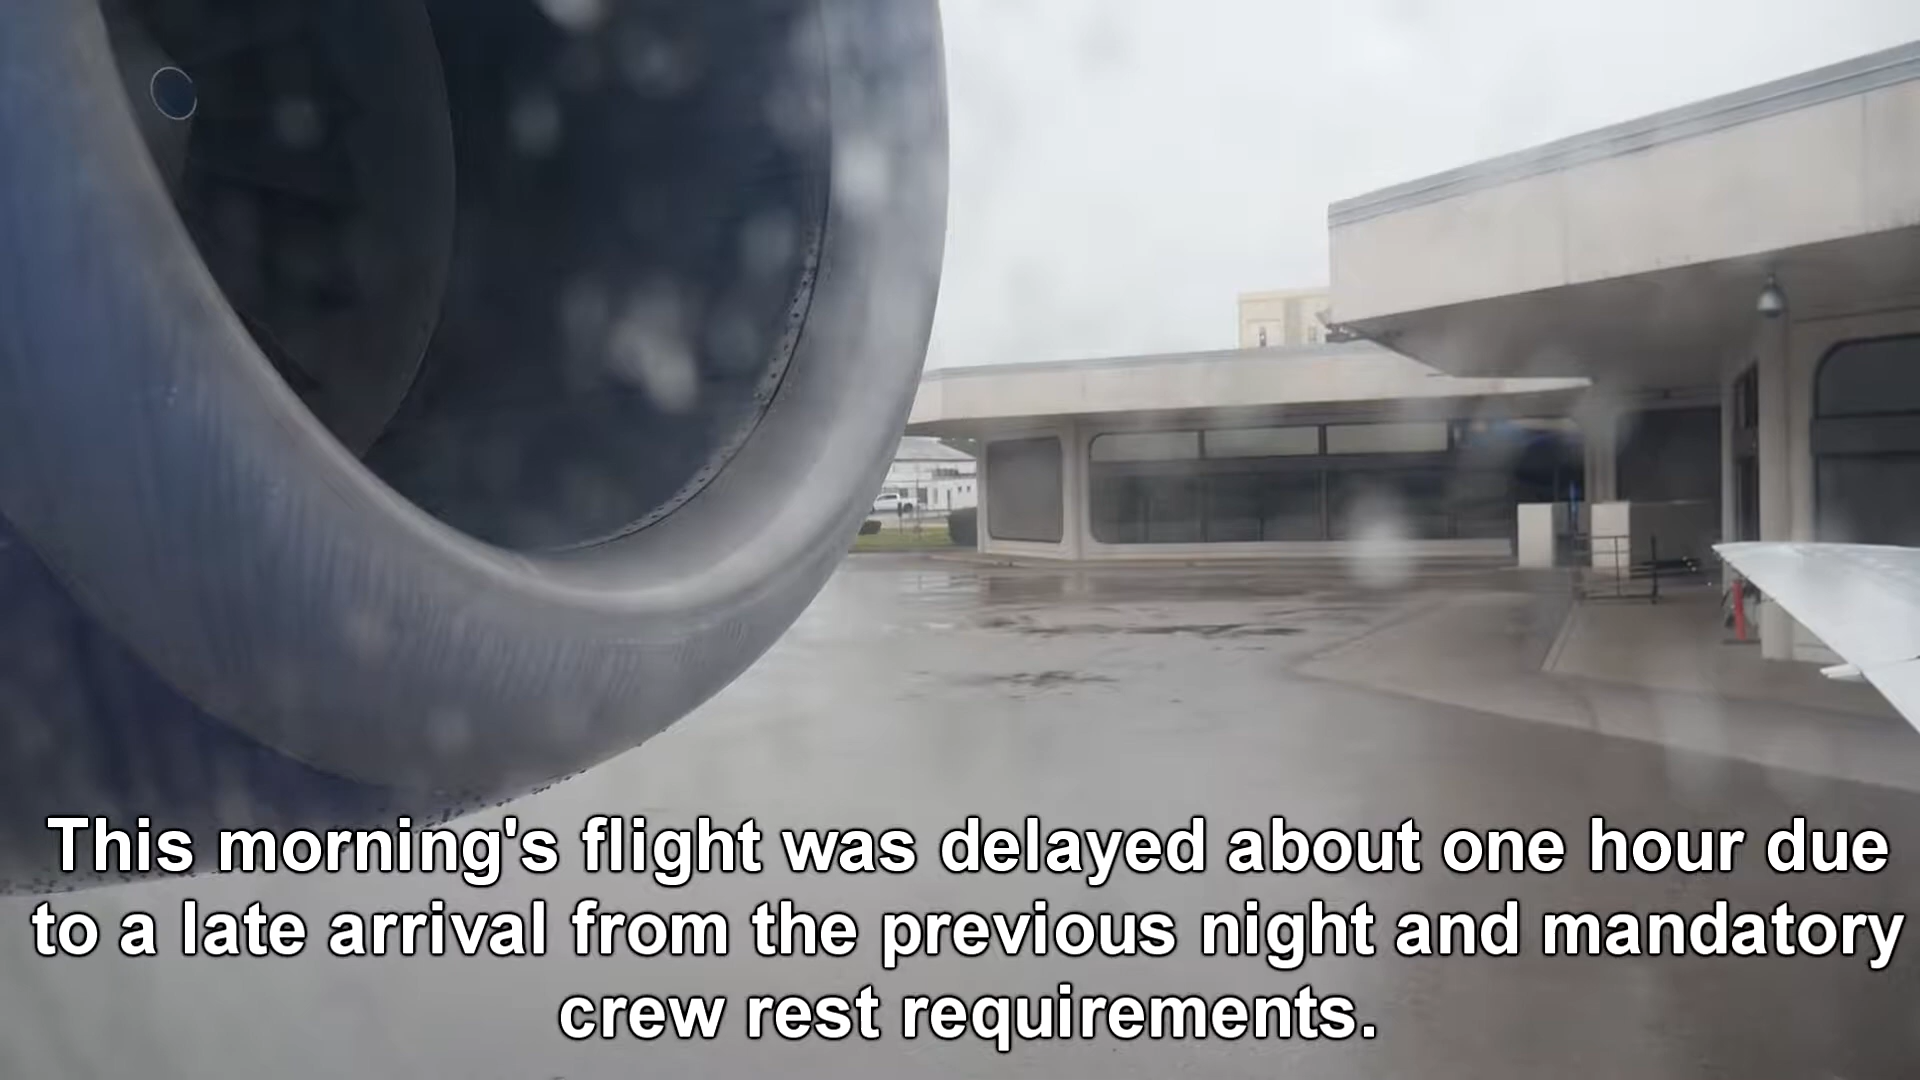 This morning's flight was delayed about one hour due
to a late arrival from the previous night and mandatory
crew rest requirements.